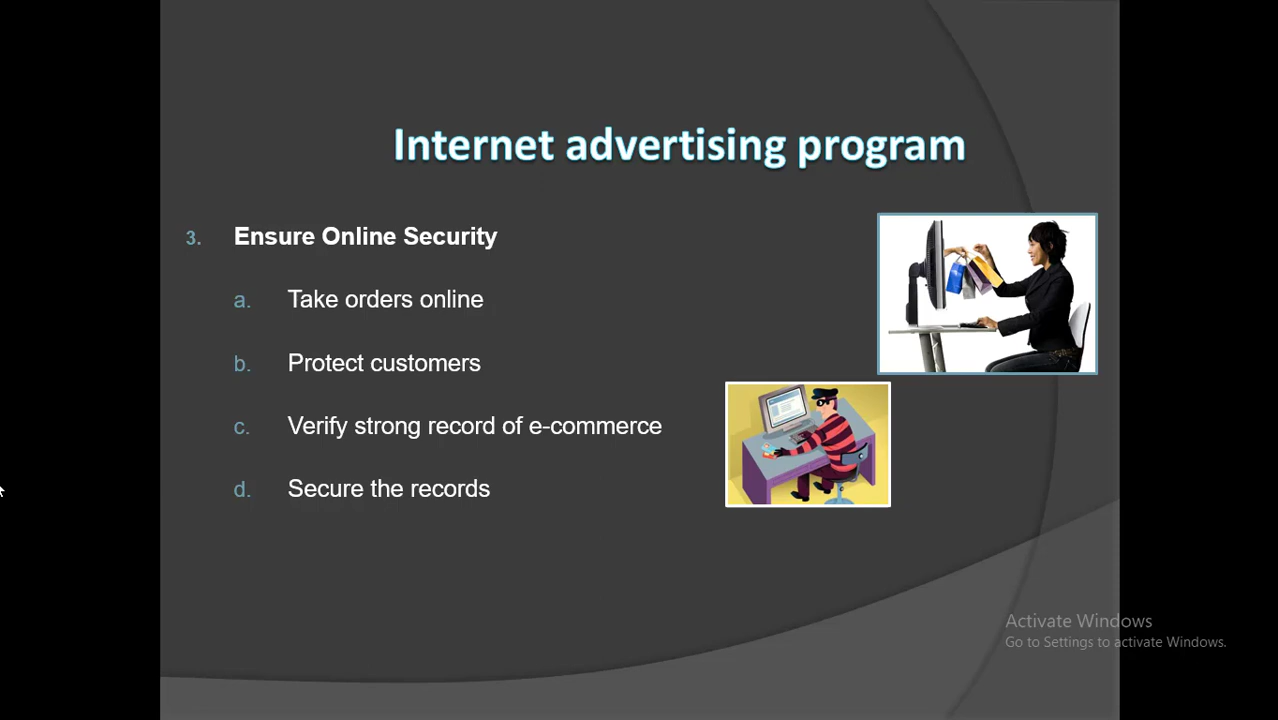 Internet advertising program
3. Ensure Online Security
a. Take orders online
b. Protect customers
c. Verify strong record of e-commerce
d. Secure the records
Activate Windows
Go to Settings to activate Windows.